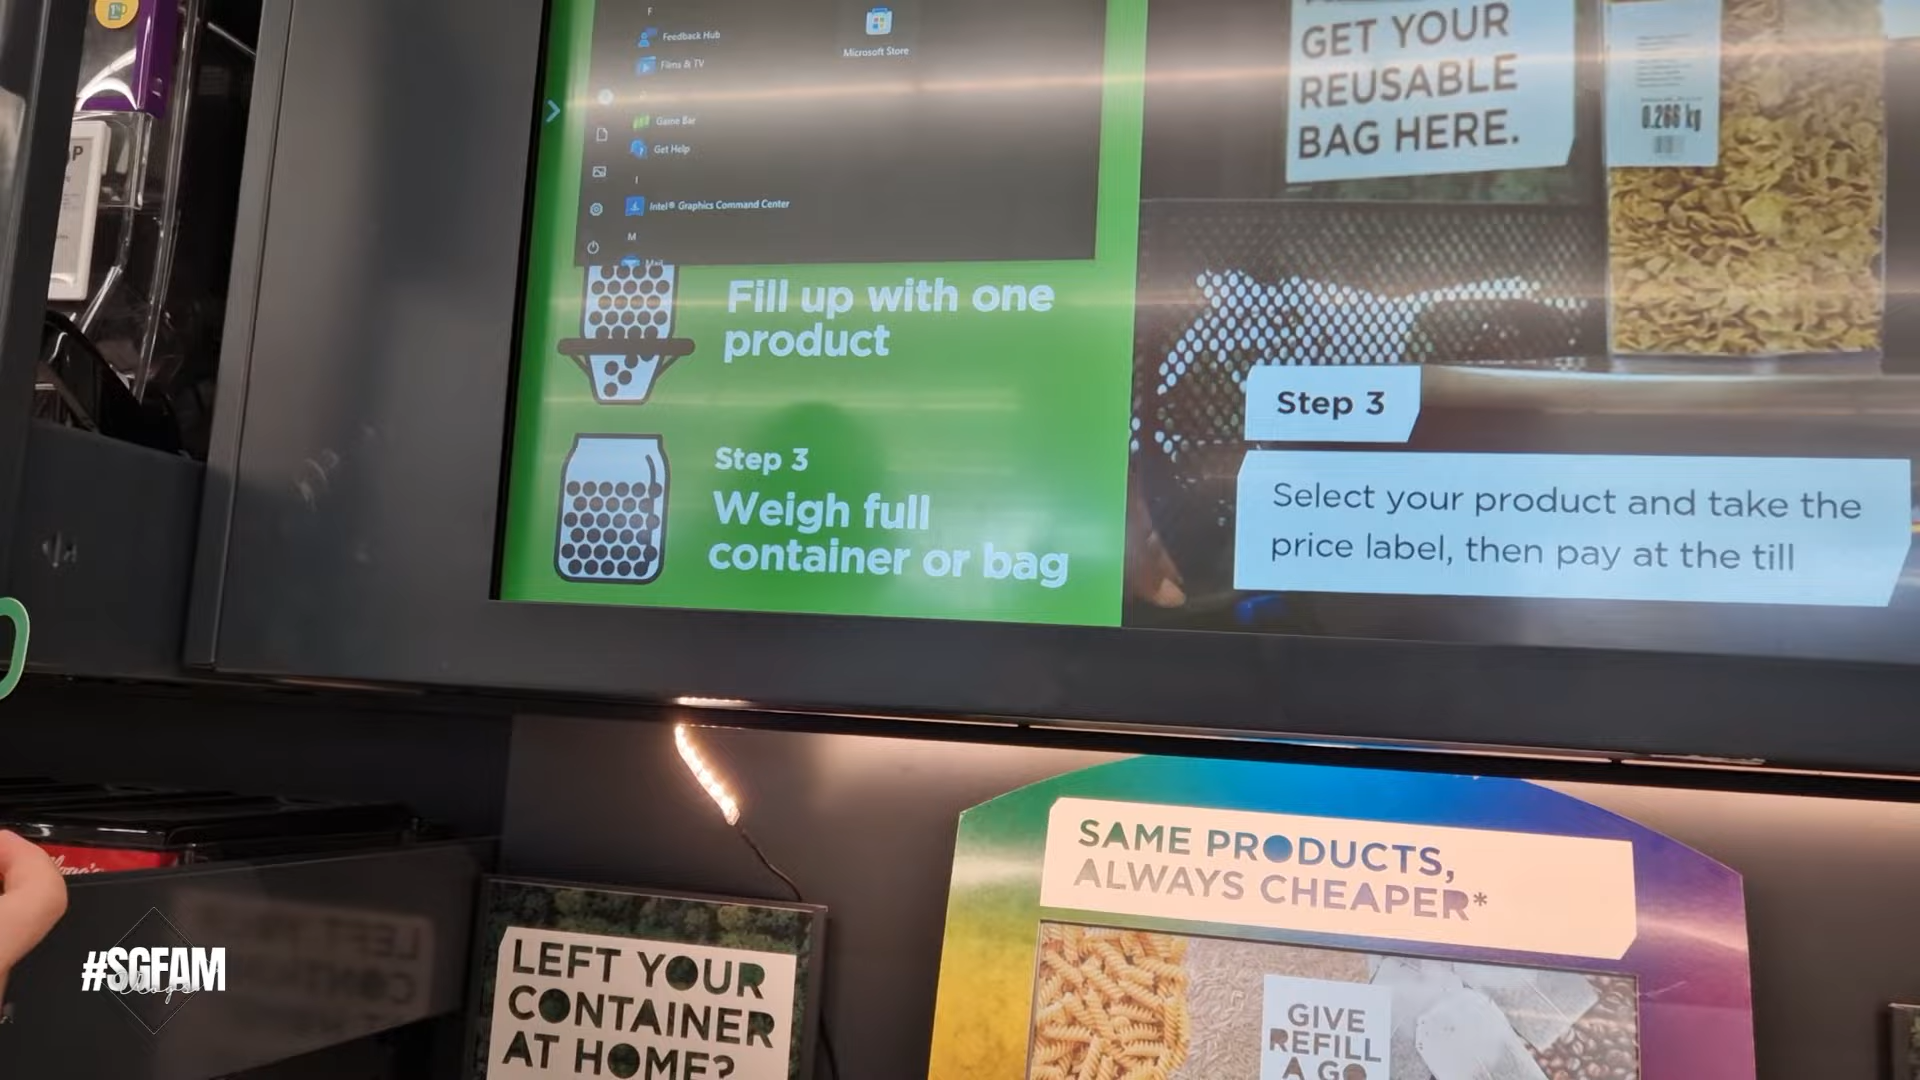 F
Feedback Hub
Films & TV
Game Bar
Get Help
I
Intel® Graphics Command Center
M
Mail
Microsoft Store
Fill up with one
product
Step 3
Weigh full
container or bag
GET YOUR
REUSABLE
BAG HERE.
0.266 kg
Step 3
Select your product and take the
price label, then pay at the till
SAME PRODUCTS,
ALWAYS CHEAPER*
GIVE
REFILL
A GO
LEFT YOUR
CONTAINER
AT HOME?
#SGFAM
vlogs